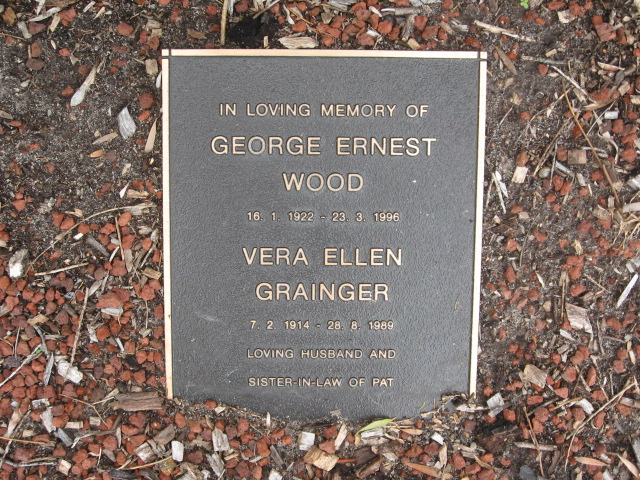 IN LOVING MEMORY OF
GEORGE ERNEST
WOOD
16. 1. 1922 - 23. 3. 1996
VERA ELLEN
GRAINGER
7. 2. 1914 - 28. 8. 1989
LOVING HUSBAND AND
SISTER-IN-LAW OF PAT